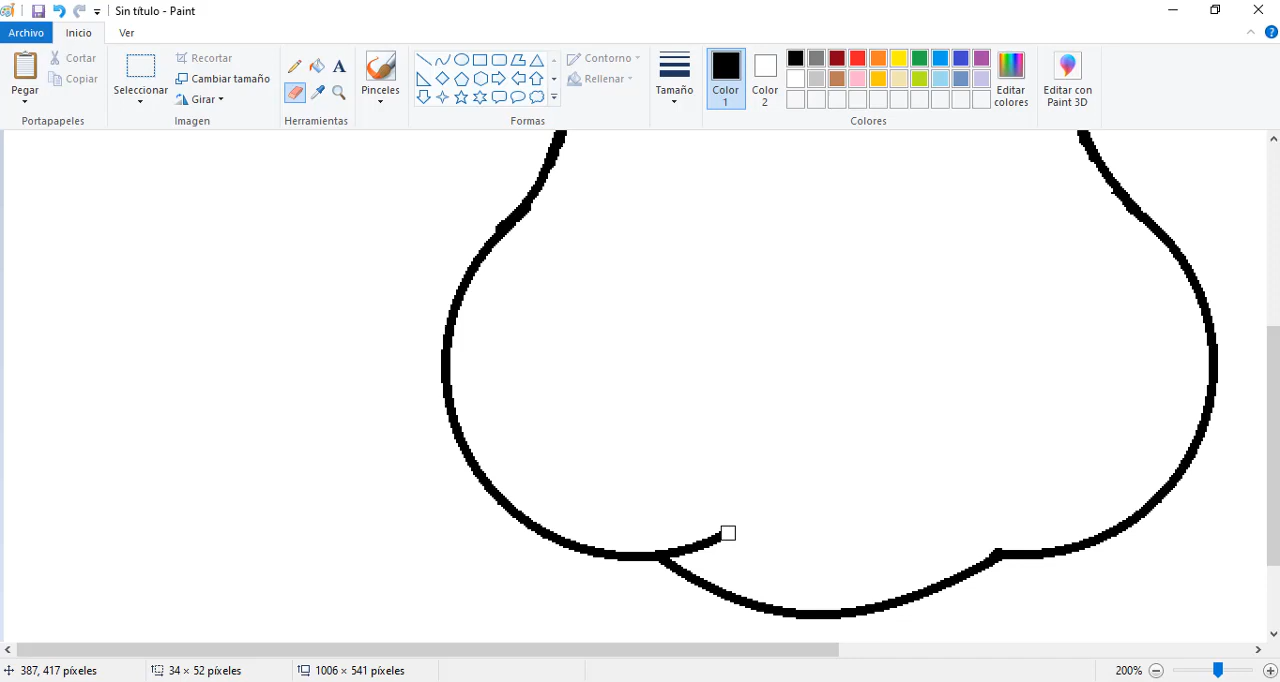 Sin título - Paint
Archivo Inicio Ver
Pegar
Cortar
Copiar
Portapapeles
Seleccionar
Recortar
Cambiar tamaño
Girar
Imagen
A
Herramientas
Pinceles
Contorno
Rellenar
Formas
Tamaño
Color 1
Color 2
Editar colores
Colores
Editar con Paint 3D
387, 417 píxeles 34 × 52 píxeles 1006 × 541 píxeles 200%